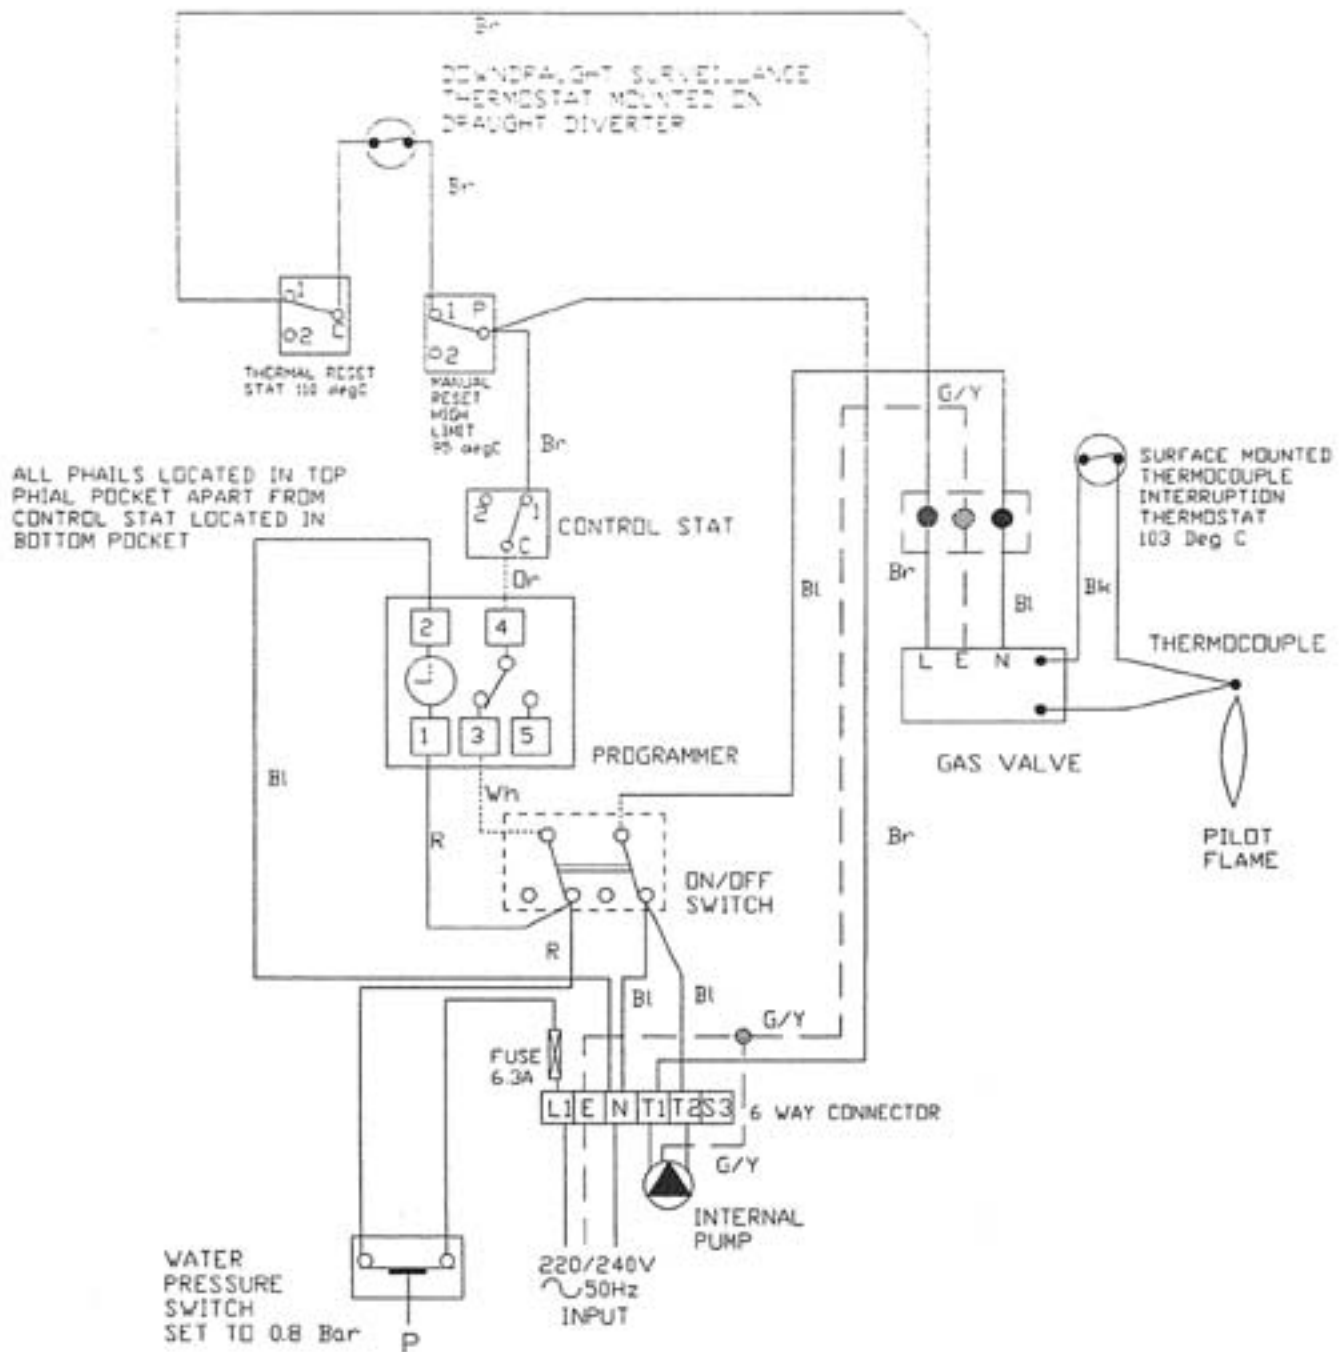 Br
DOWNDRAUGHT SURVEILLANCE
THERMOSTAT MOUNTED ON
DRAUGHT DIVERTER
Br
1
2
C
THERMAL RESET
STAT 110 degC
1 P
2
MANUAL
RESET
HIGH
LIMIT
95 degC
Br
ALL PHAILS LOCATED IN TOP
PHIAL POCKET APART FROM
CONTROL STAT LOCATED IN
BOTTOM POCKET
2 1
C
CONTROL STAT
Or
G/Y
SURFACE MOUNTED
THERMOCOUPLE
INTERRUPTION
THERMOSTAT
103 Deg C
Br
Bl
Bl
Bk
2 4
1 3 5
PROGRAMMER
L E N
GAS VALVE
THERMOCOUPLE
PILOT
FLAME
Bl
Wh
R
Br
ON/OFF
SWITCH
R
Bl
Bl
G/Y
FUSE
6.3A
L1 E N T1 T2 S3
6 WAY CONNECTOR
G/Y
INTERNAL
PUMP
220/240V
50Hz
INPUT
WATER
PRESSURE
SWITCH
SET TO 0.8 Bar
P